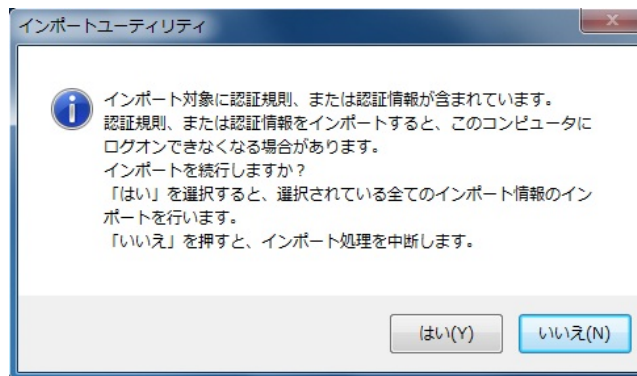 インポートユーティリティ
インポート対象に認証規則、または認証情報が含まれています。
認証規則、または認証情報をインポートすると、このコンピュータに
ログオンできなくなる場合があります。
インポートを続行しますか？
「はい」を選択すると、選択されている全てのインポート情報のイン
ポートを行います。
「いいえ」を押すと、インポート処理を中断します。
はい(Y)
いいえ(N)